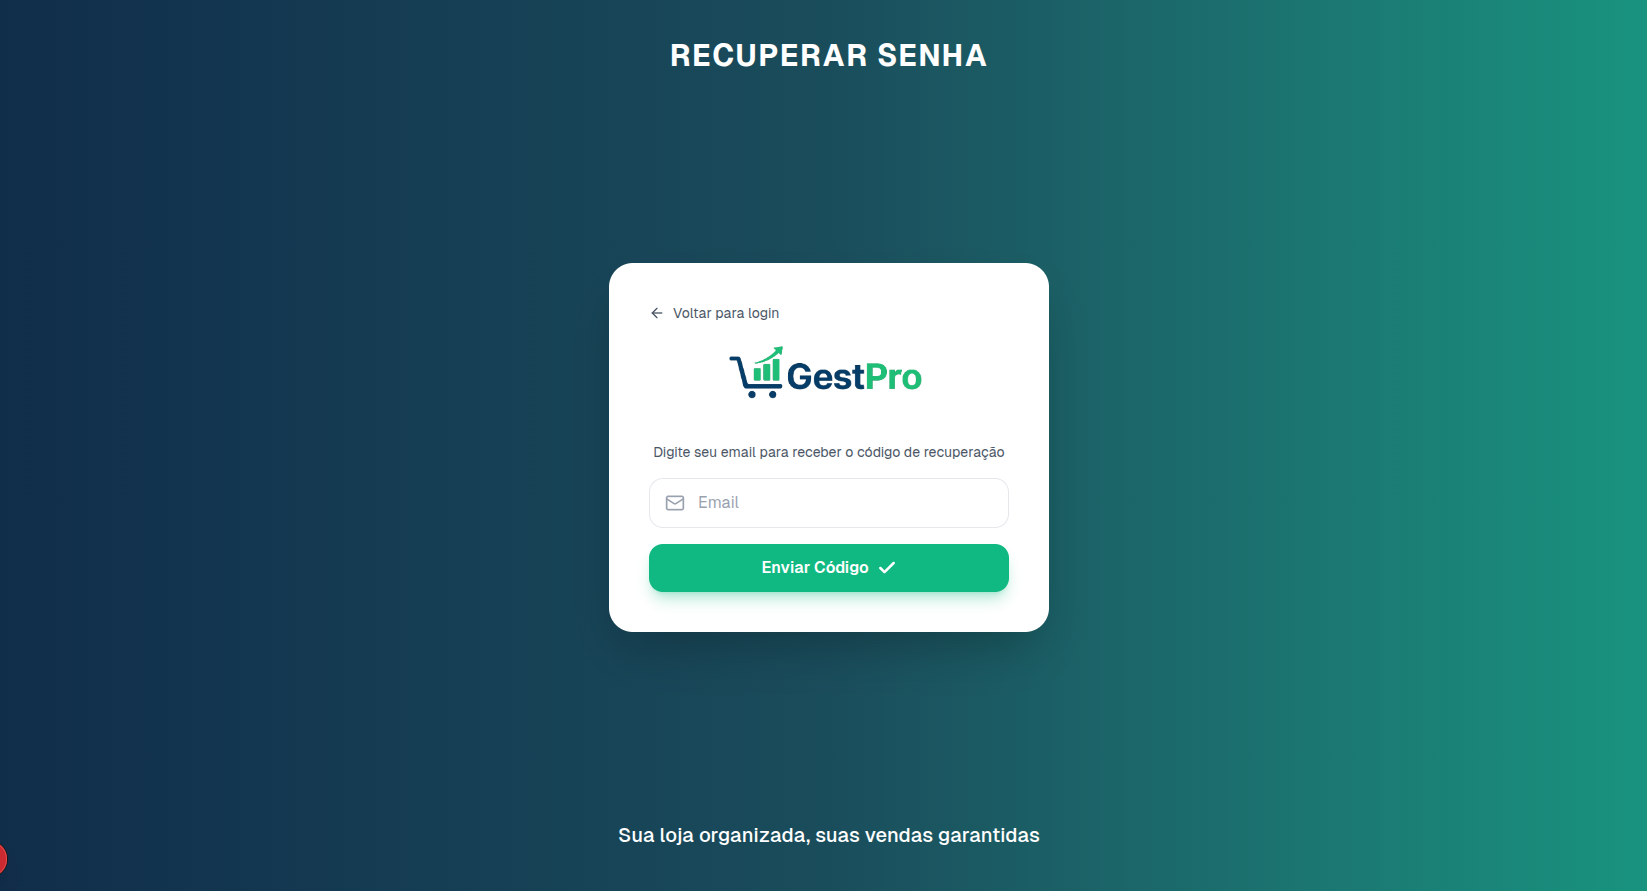 RECUPERAR SENHA
Voltar para login
GestPro
Digite seu email para receber o código de recuperação
Email
Enviar Código
Sua loja organizada, suas vendas garantidas